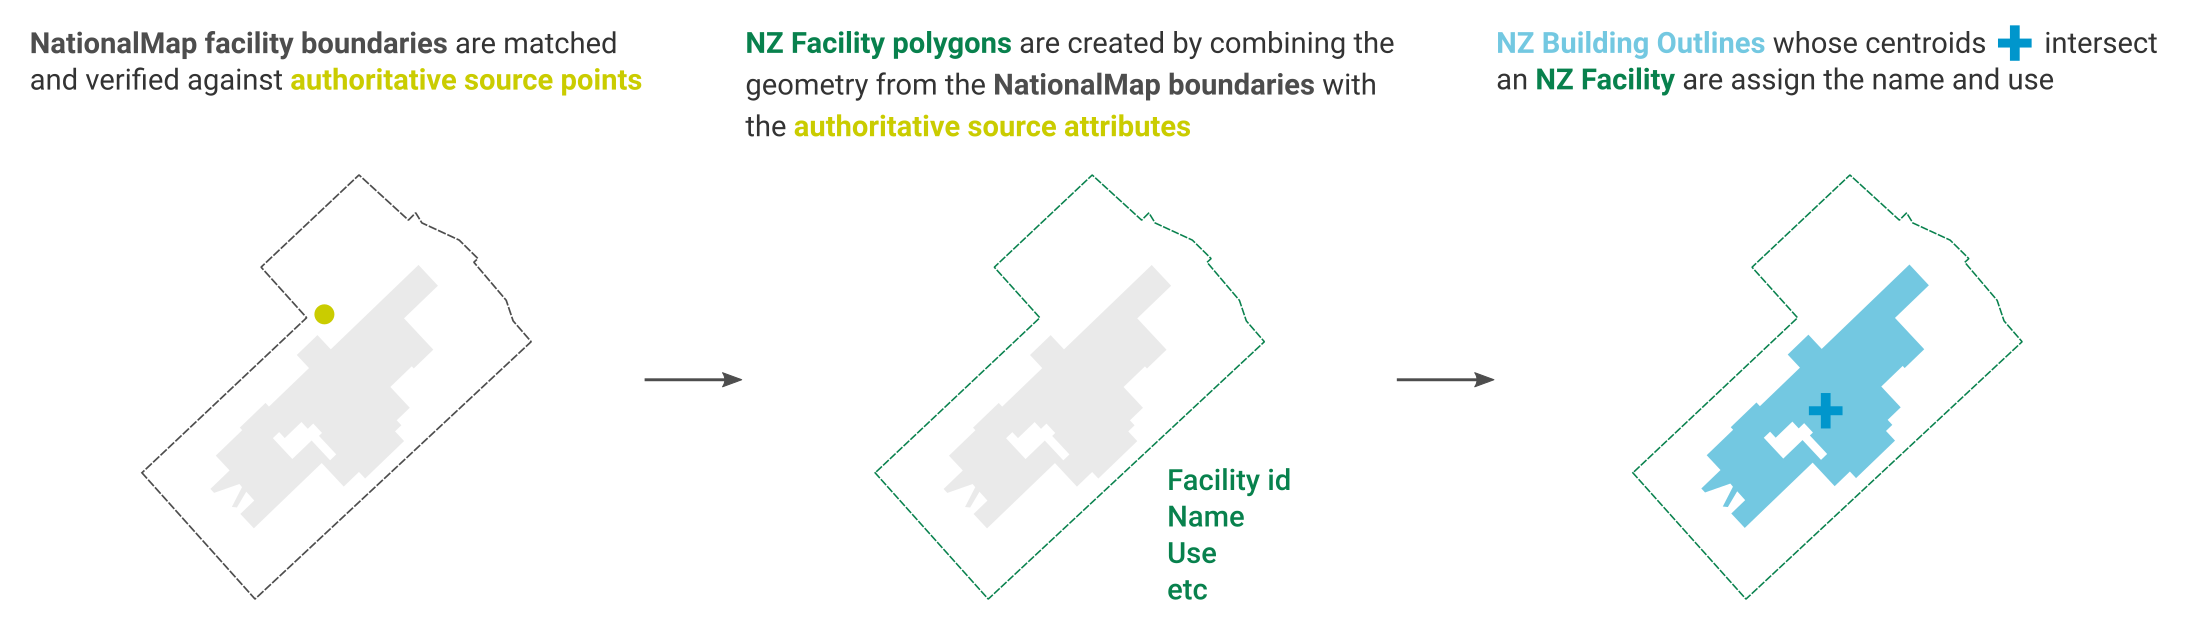 NationalMap facility boundaries are matched
and verified against authoritative source points
NZ Facility polygons are created by combining the
geometry from the NationalMap boundaries with
the authoritative source attributes
NZ Building Outlines whose centroids intersect
an NZ Facility are assign the name and use
Facility id
Name
Use
etc